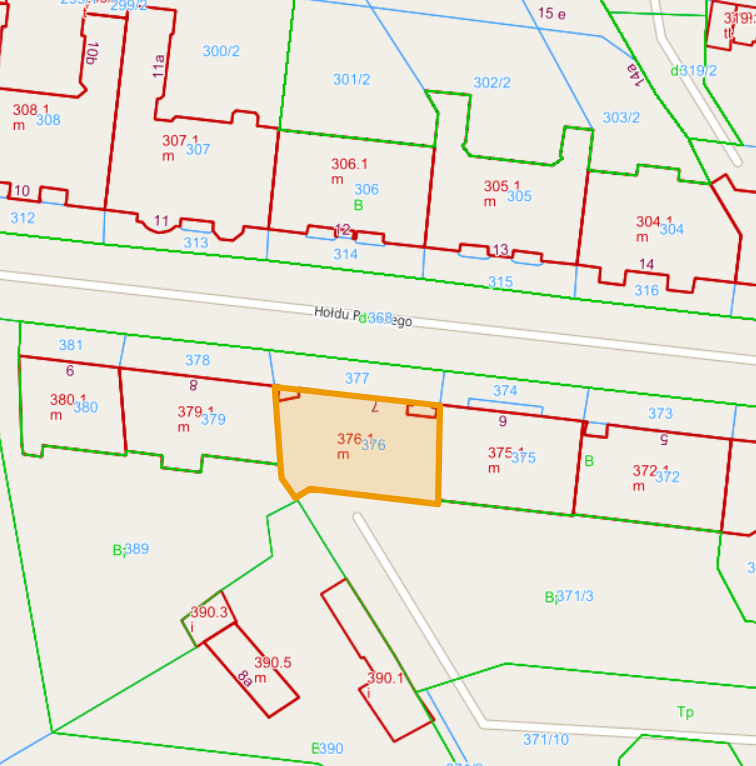 299/2
15 e
319/2
10b
11a
300/2
301/2
302/2
303/2
14a
308.1
m
308
307.1
m
307
306.1
m
306
B
305.1
m
305
304.1
m
304
10
11
12
13
14
312
313
314
315
316
Hołdu P
368
ego
381
378
377
374
373
6
8
7
6
5
380.1
m
380
379.1
m
379
376.1
m
376
375.1
m
375
B
372.1
m
372
389
371/3
390.3
i
390.5
m
8a
390.1
i
Tp
390
371/10